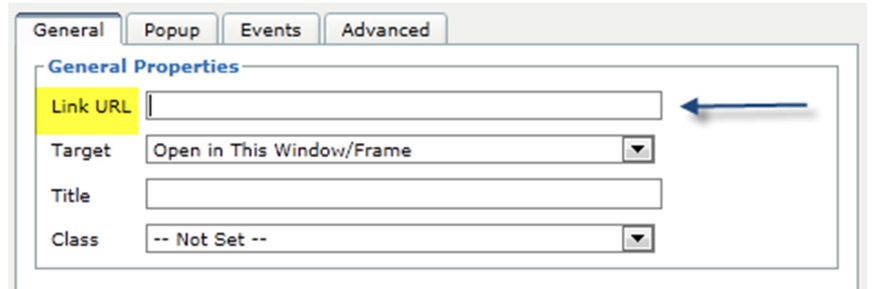 General Popup Events Advanced
General Properties
Link URL
Target Open in This Window/Frame
Title
Class -- Not Set --